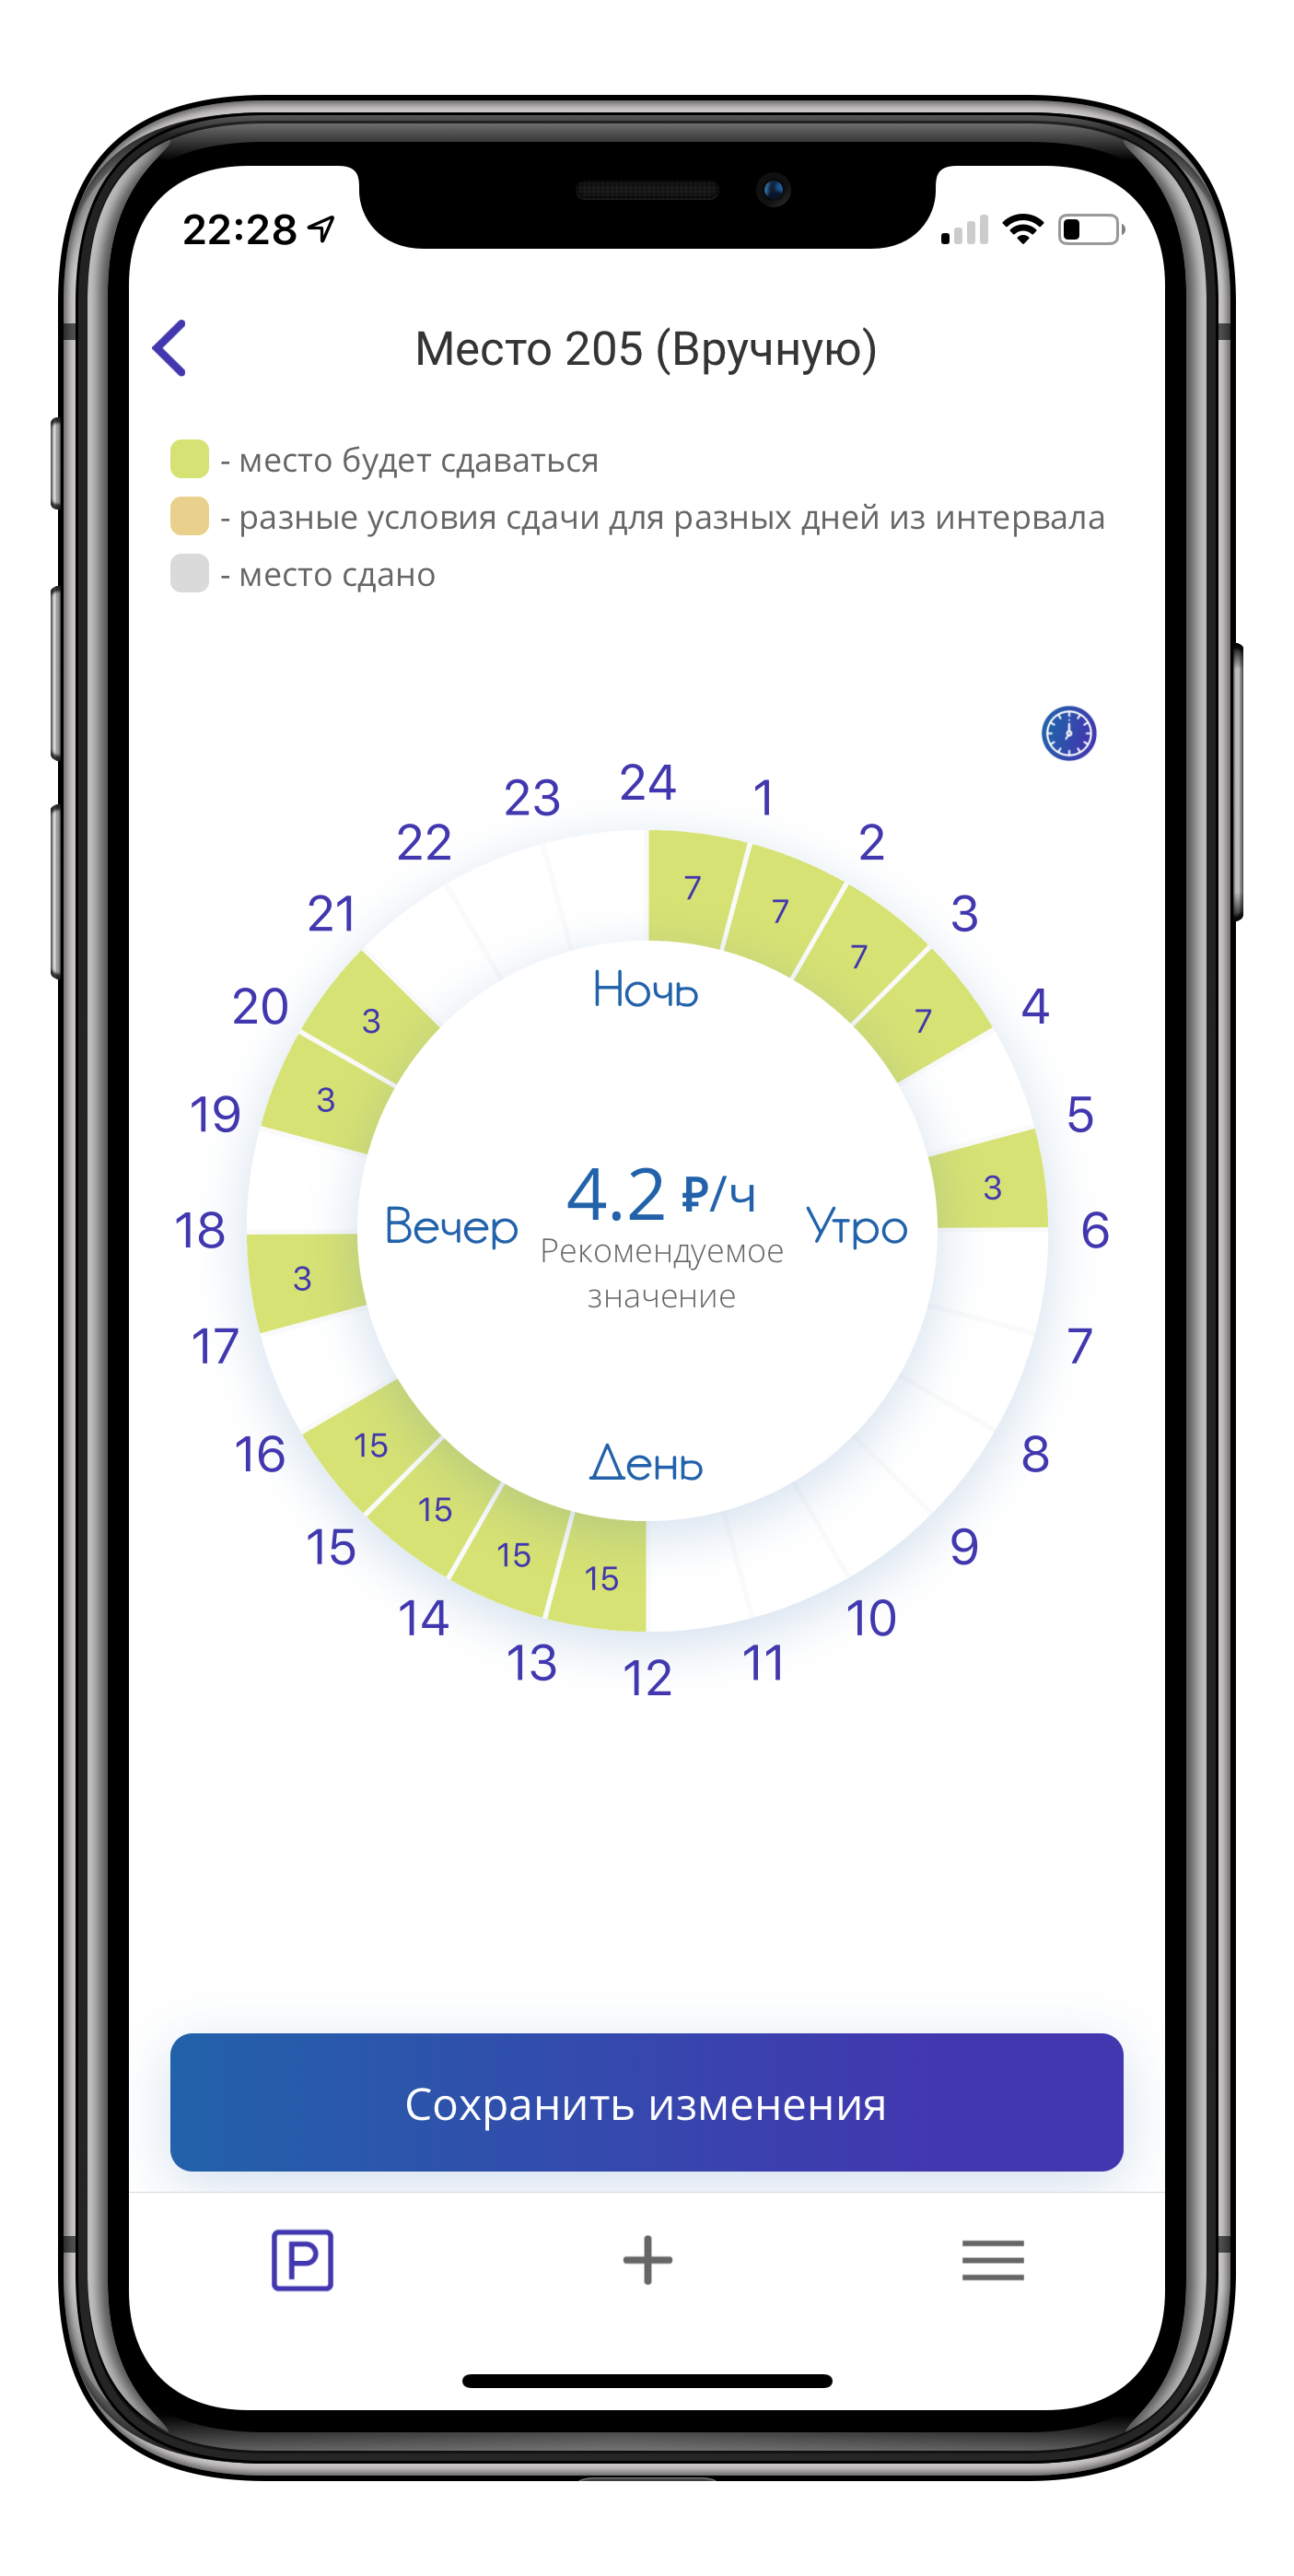 22:28
Место 205 (Вручную)
- место будет сдаваться
- разные условия сдачи для разных дней из интервала
- место сдано
24
23
1
22
2
21
3
20
4
19
5
18
6
17
7
16
8
15
9
14
10
13
11
12
7
7
7
7
3
3
3
3
15
15
15
15
Ночь
4.2 ₽/ч
Вечер
Утро
Рекомендуемое
значение
День
Сохранить изменения
P